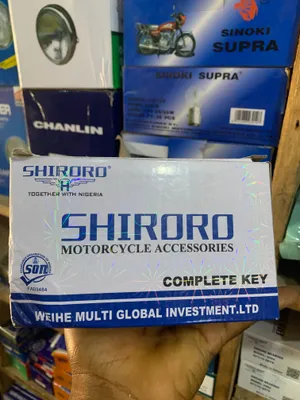 SINOKI
SUPRA
SINOKI SUPRA
CHANLIN
SHIRORO
TOGETHER WITH NIGERIA
SHIRORO
MOTORCYCLE ACCESSORIES
SON
COMPLETE KEY
WEIHE MULTI GLOBAL INVESTMENT.LTD